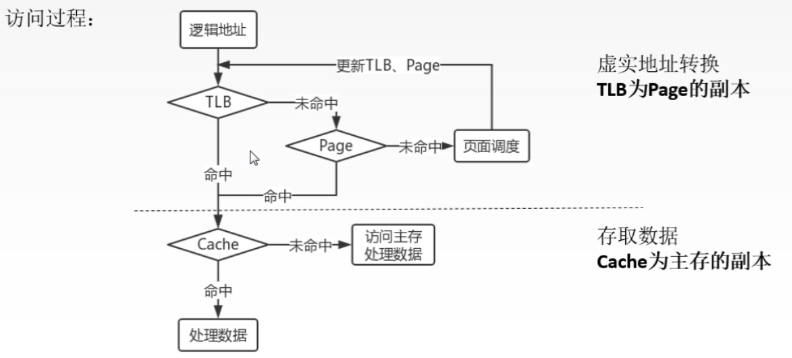 访问过程：
逻辑地址
更新TLB、Page
虚实地址转换
TLB为Page的副本
TLB
未命中
Page
未命中
页面调度
命中
命中
Cache
未命中
访问主存
处理数据
存取数据
Cache为主存的副本
命中
处理数据